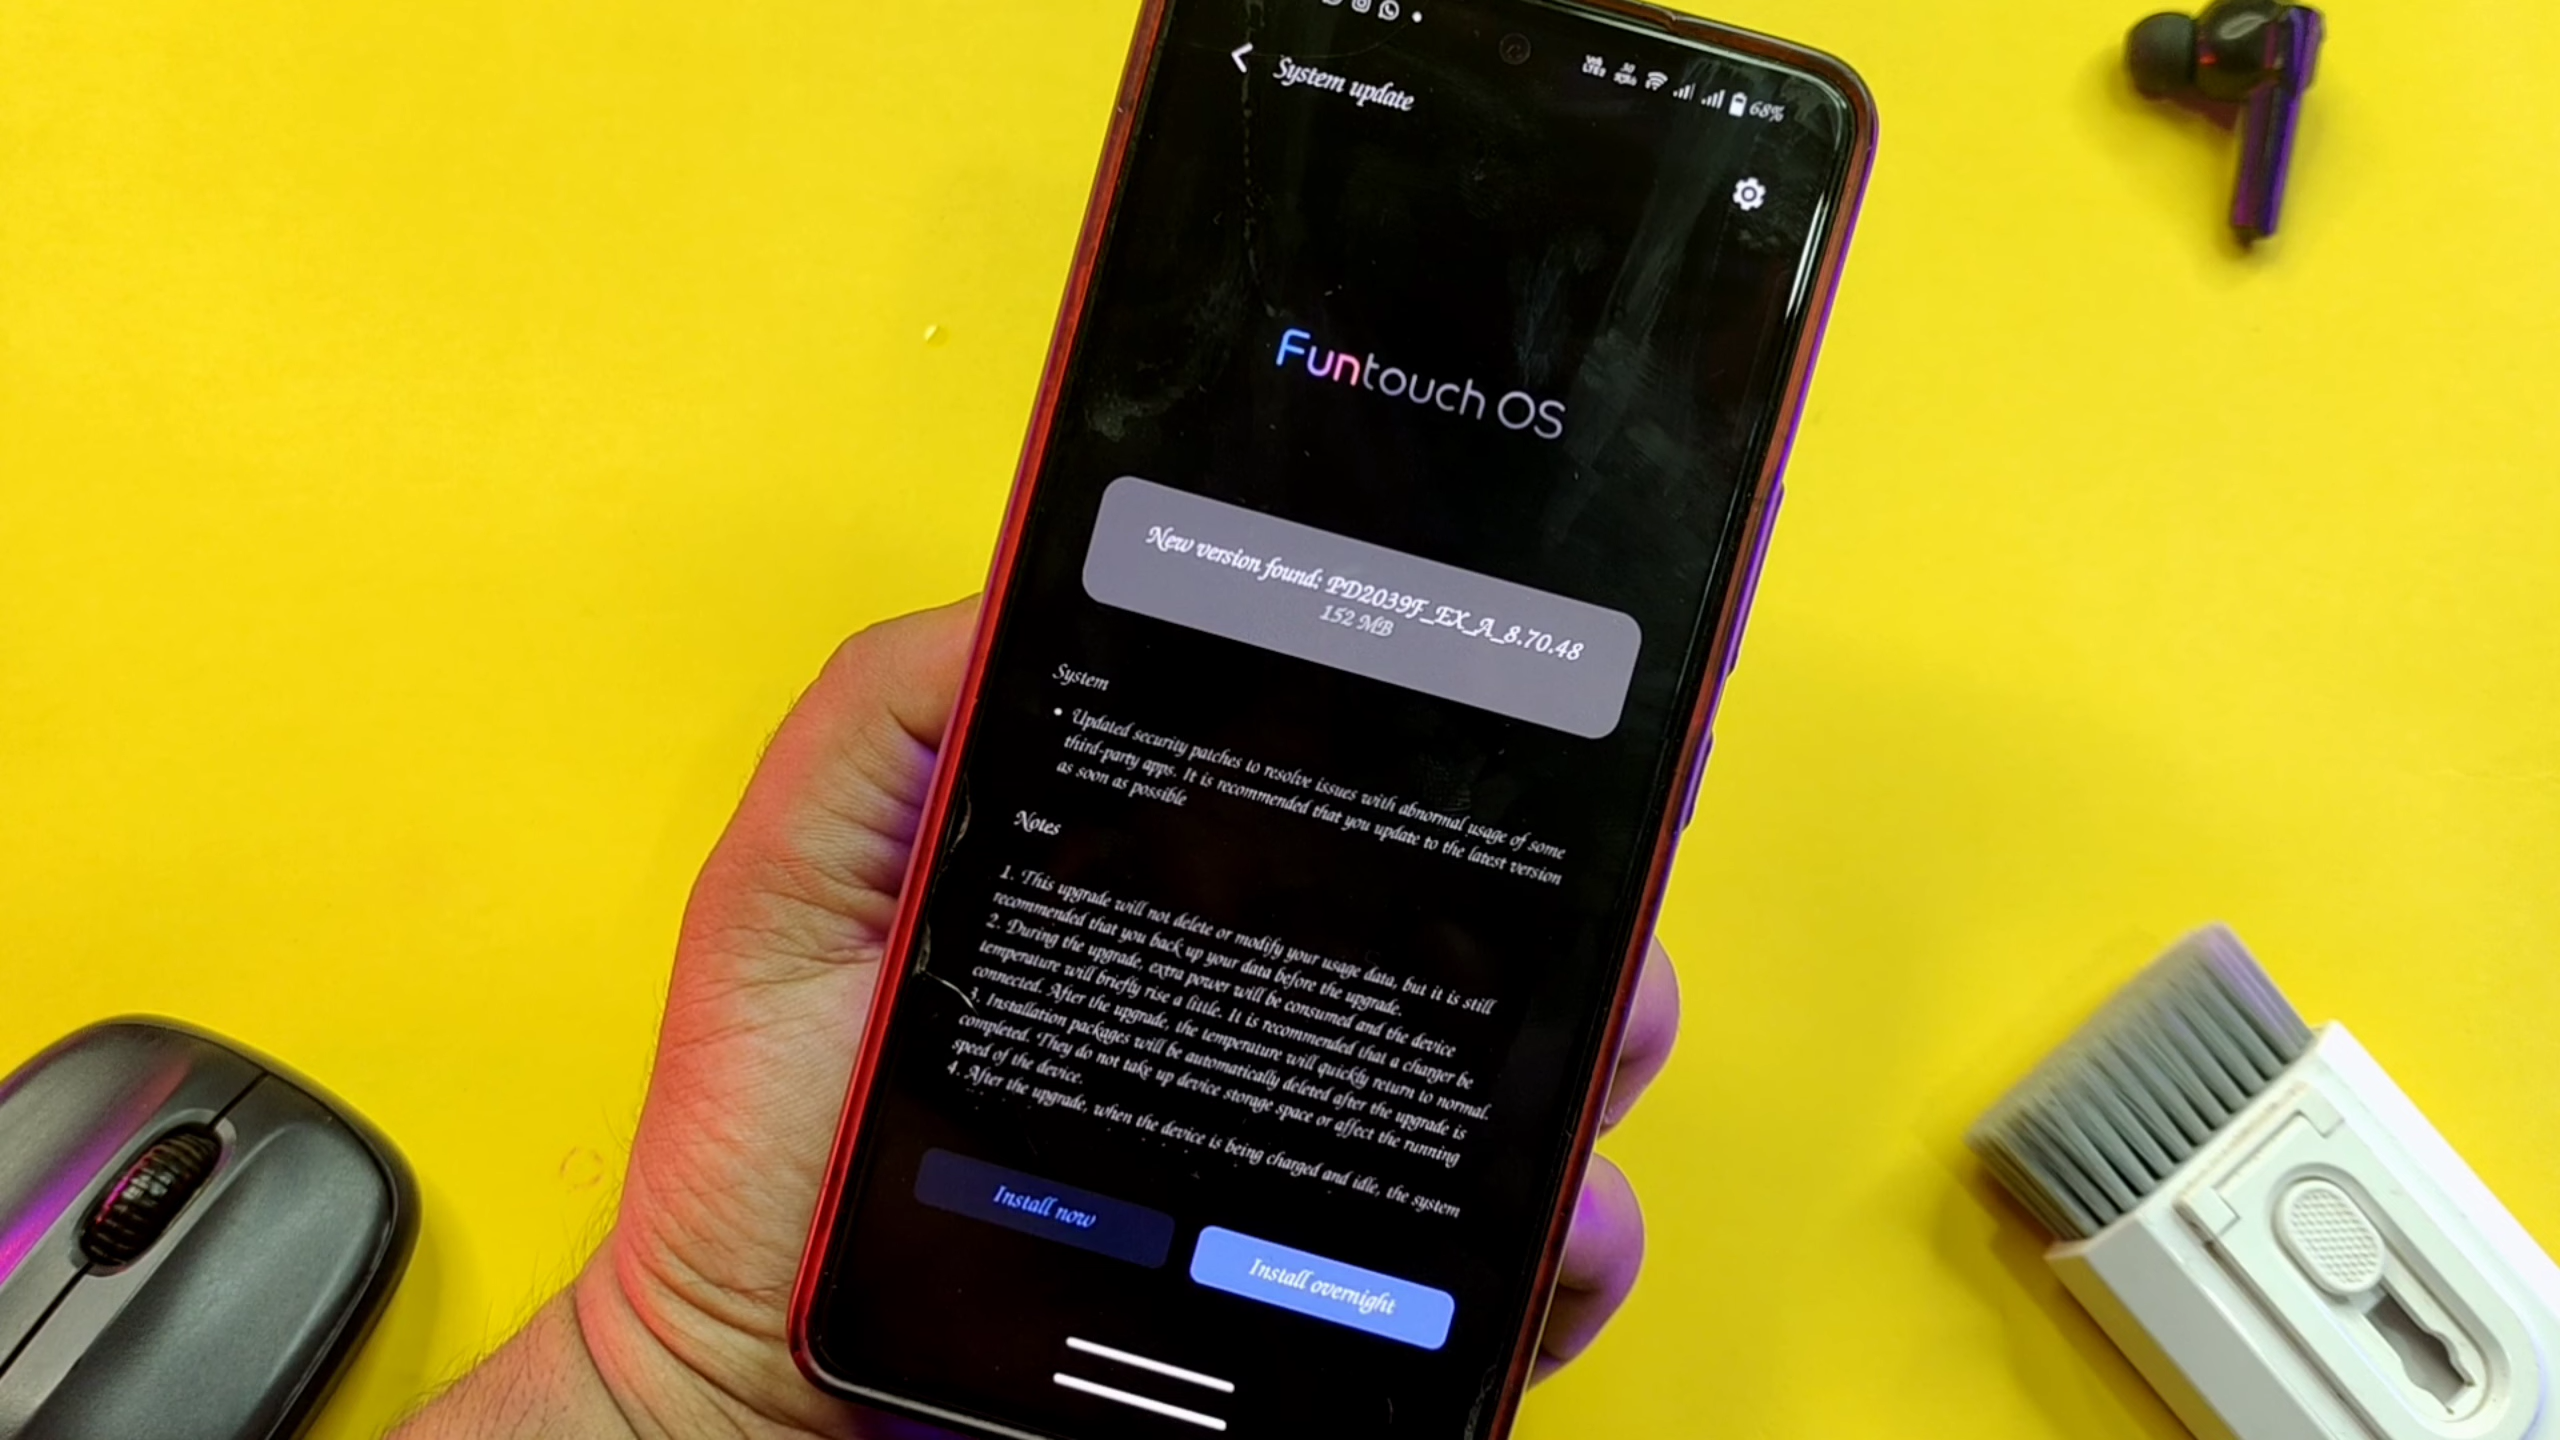 System update
68%
Funtouch OS
New version found: PD2039F_EX_A_8.70.48
152 MB
System
• Updated security patches to resolve issues with abnormal usage of some
third-party apps. It is recommended that you update to the latest version
as soon as possible
Notes
1. This upgrade will not delete or modify your usage data, but it is still
recommended that you back up your data before the upgrade.
2. During the upgrade, extra power will be consumed and the device
temperature will briefly rise a little. It is recommended that a charger be
connected. After the upgrade, the temperature will quickly return to normal.
3. Installation packages will be automatically deleted after the upgrade is
completed. They do not take up device storage space or affect the running
speed of the device.
4. After the upgrade, when the device is being charged and idle, the system
Install now
Install overnight